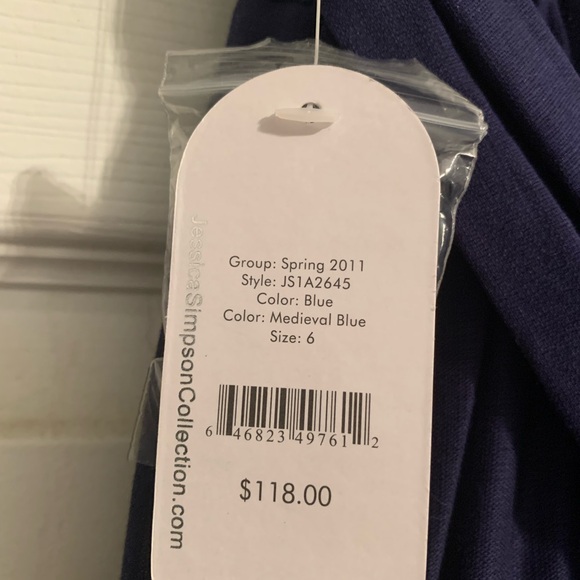 JessicaSimpsonCollection.com
Group: Spring 2011
Style: JS1A2645
Color: Blue
Color: Medieval Blue
Size: 6
6 46823 49761 2
$118.00